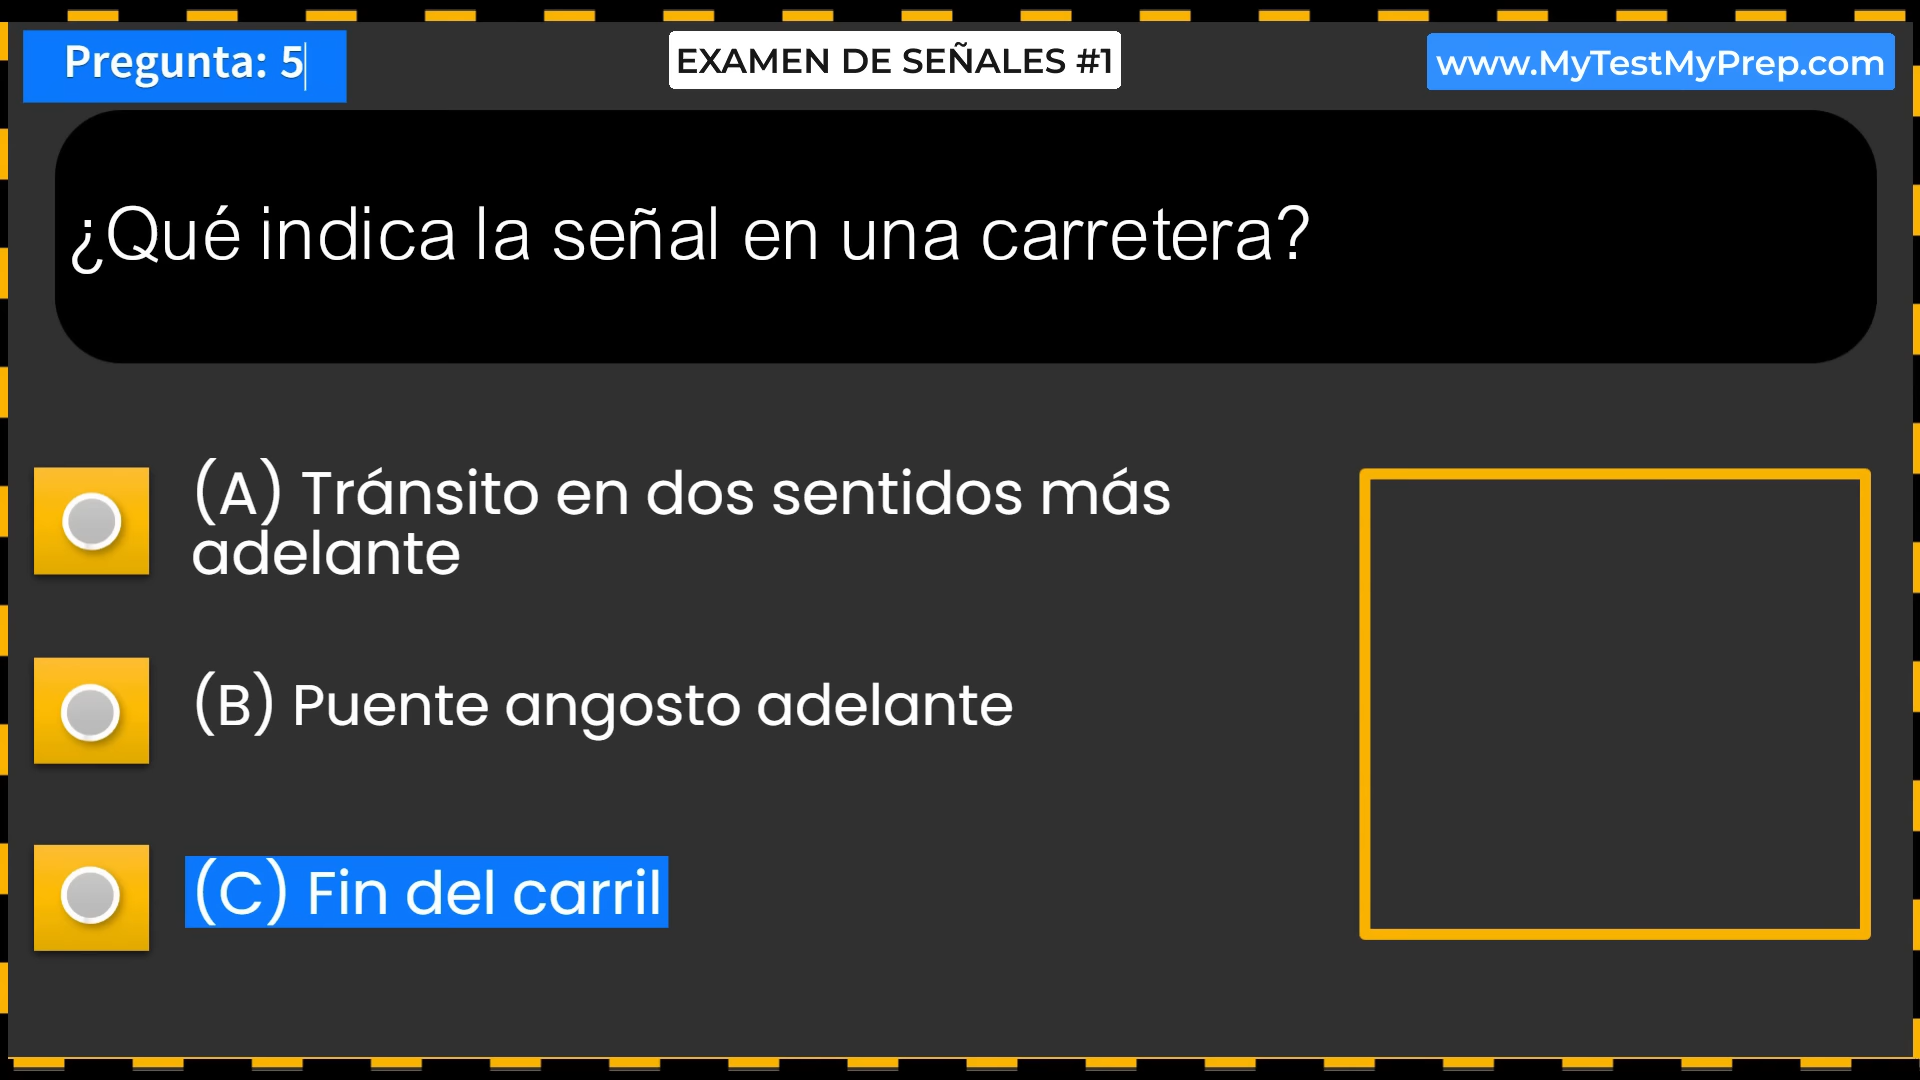 Pregunta: 5
EXAMEN DE SEÑALES #1
www.MyTestMyPrep.com
¿Qué indica la señal en una carretera?
(A) Tránsito en dos sentidos más
adelante
(B) Puente angosto adelante
(C) Fin del carril